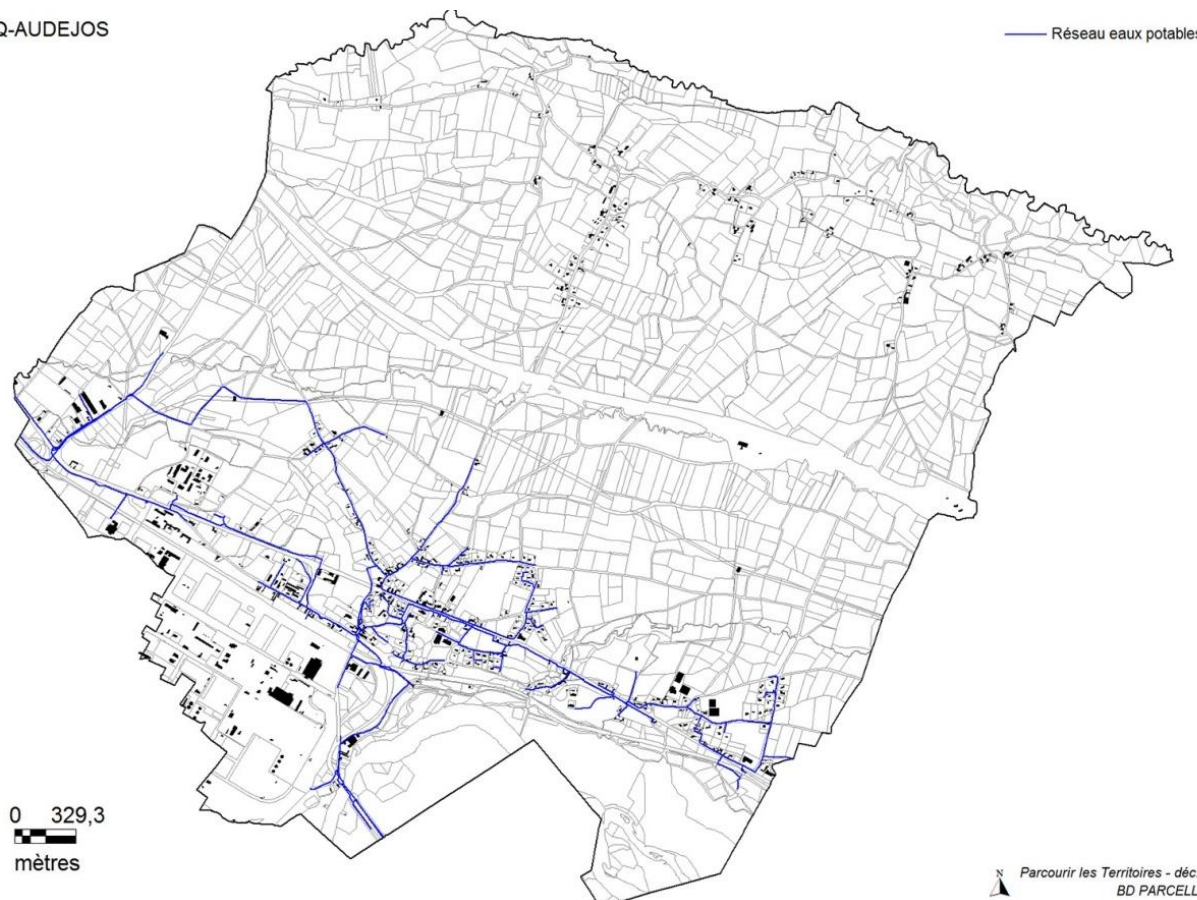 Q-AUDEJOS
Réseau eaux potables
0 329,3
mètres
N
Parcourir les Territoires - déc.
BD PARCELL